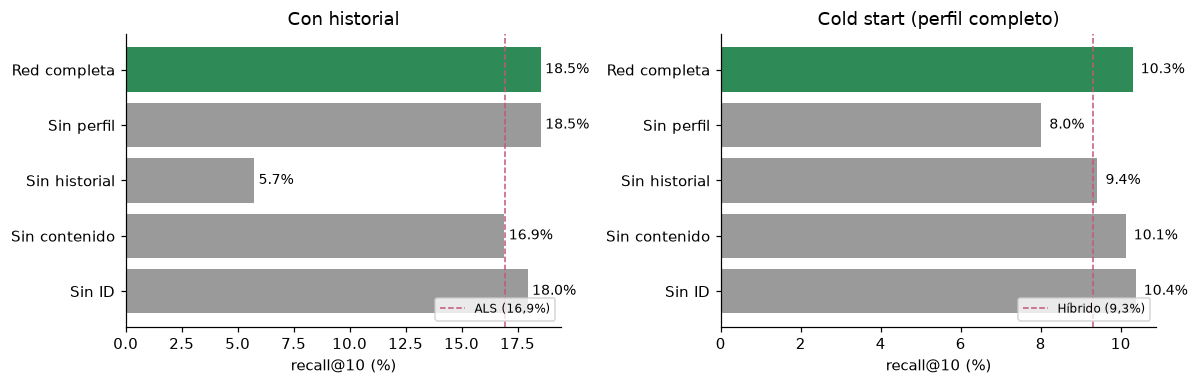 Con historial
Red completa
18.5%
Sin perfil
18.5%
Sin historial
5.7%
Sin contenido
16.9%
Sin ID
18.0%
ALS (16,9%)
0.0 2.5 5.0 7.5 10.0 12.5 15.0 17.5
recall@10 (%)
Cold start (perfil completo)
Red completa
10.3%
Sin perfil
8.0%
Sin historial
9.4%
Sin contenido
10.1%
Sin ID
10.4%
Híbrido (9,3%)
0 2 4 6 8 10
recall@10 (%)